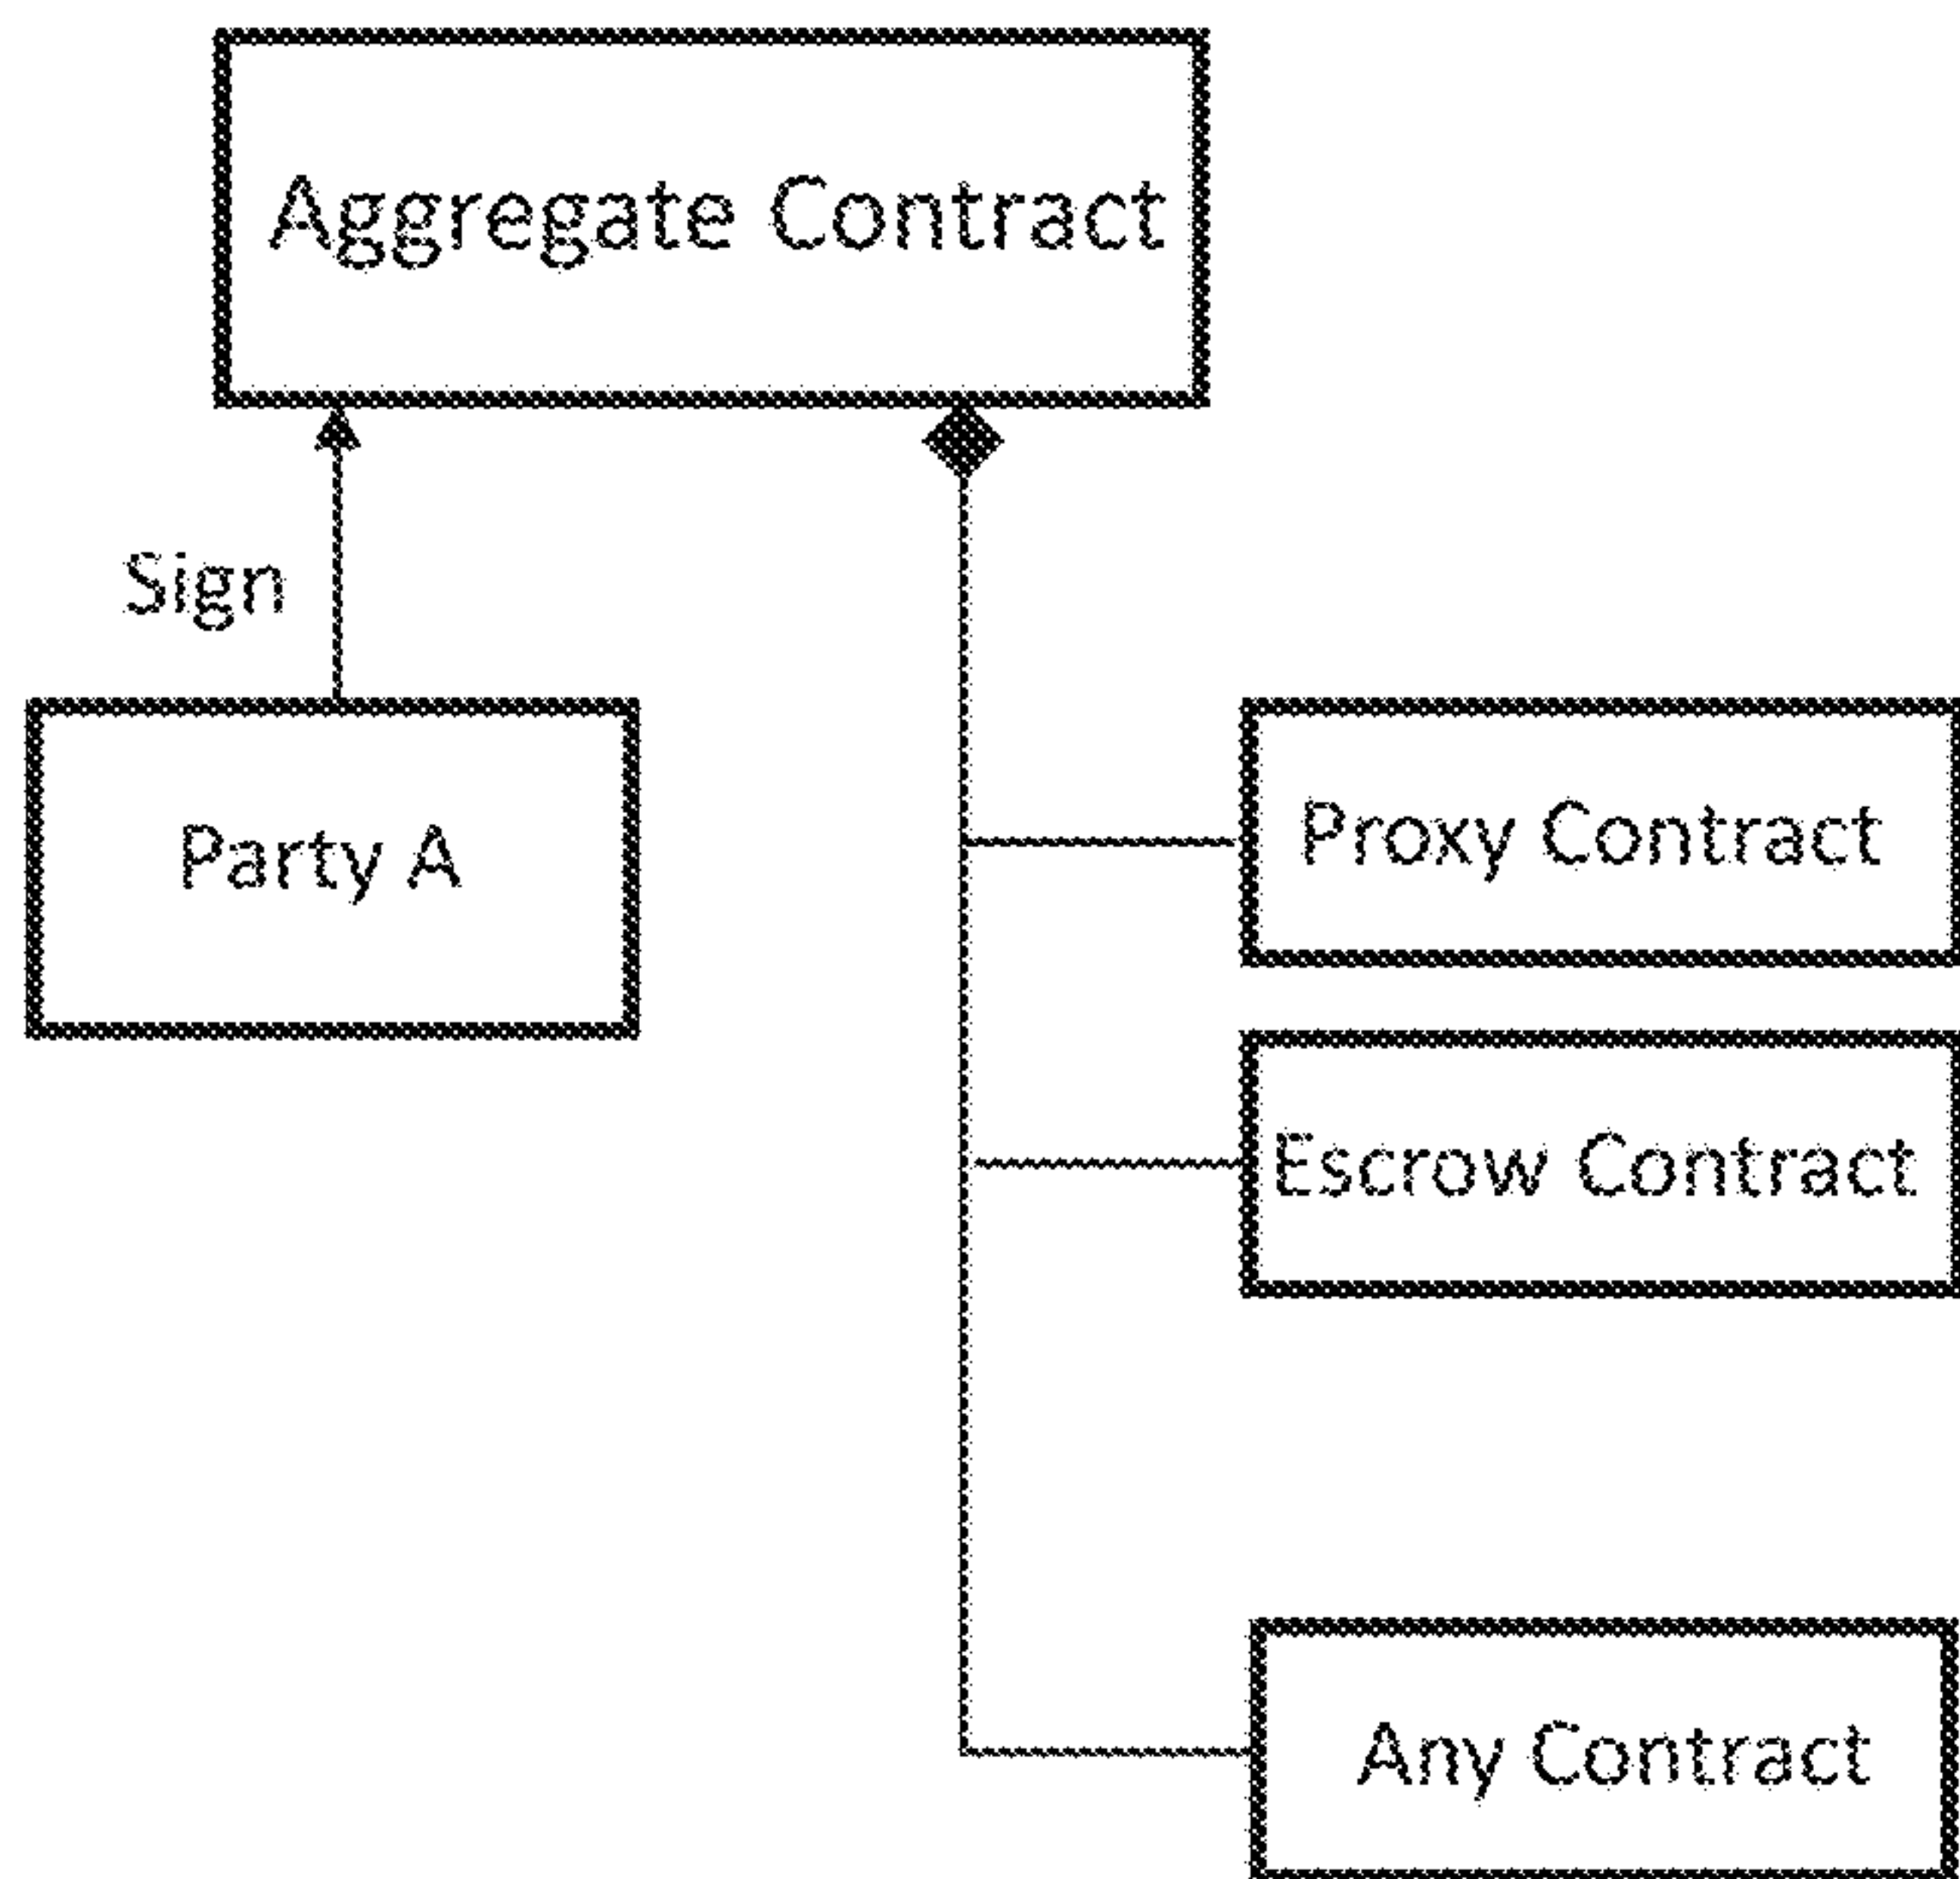 Aggregate Contract
Sign
Party A
Proxy Contract
Escrow Contract
Any Contract